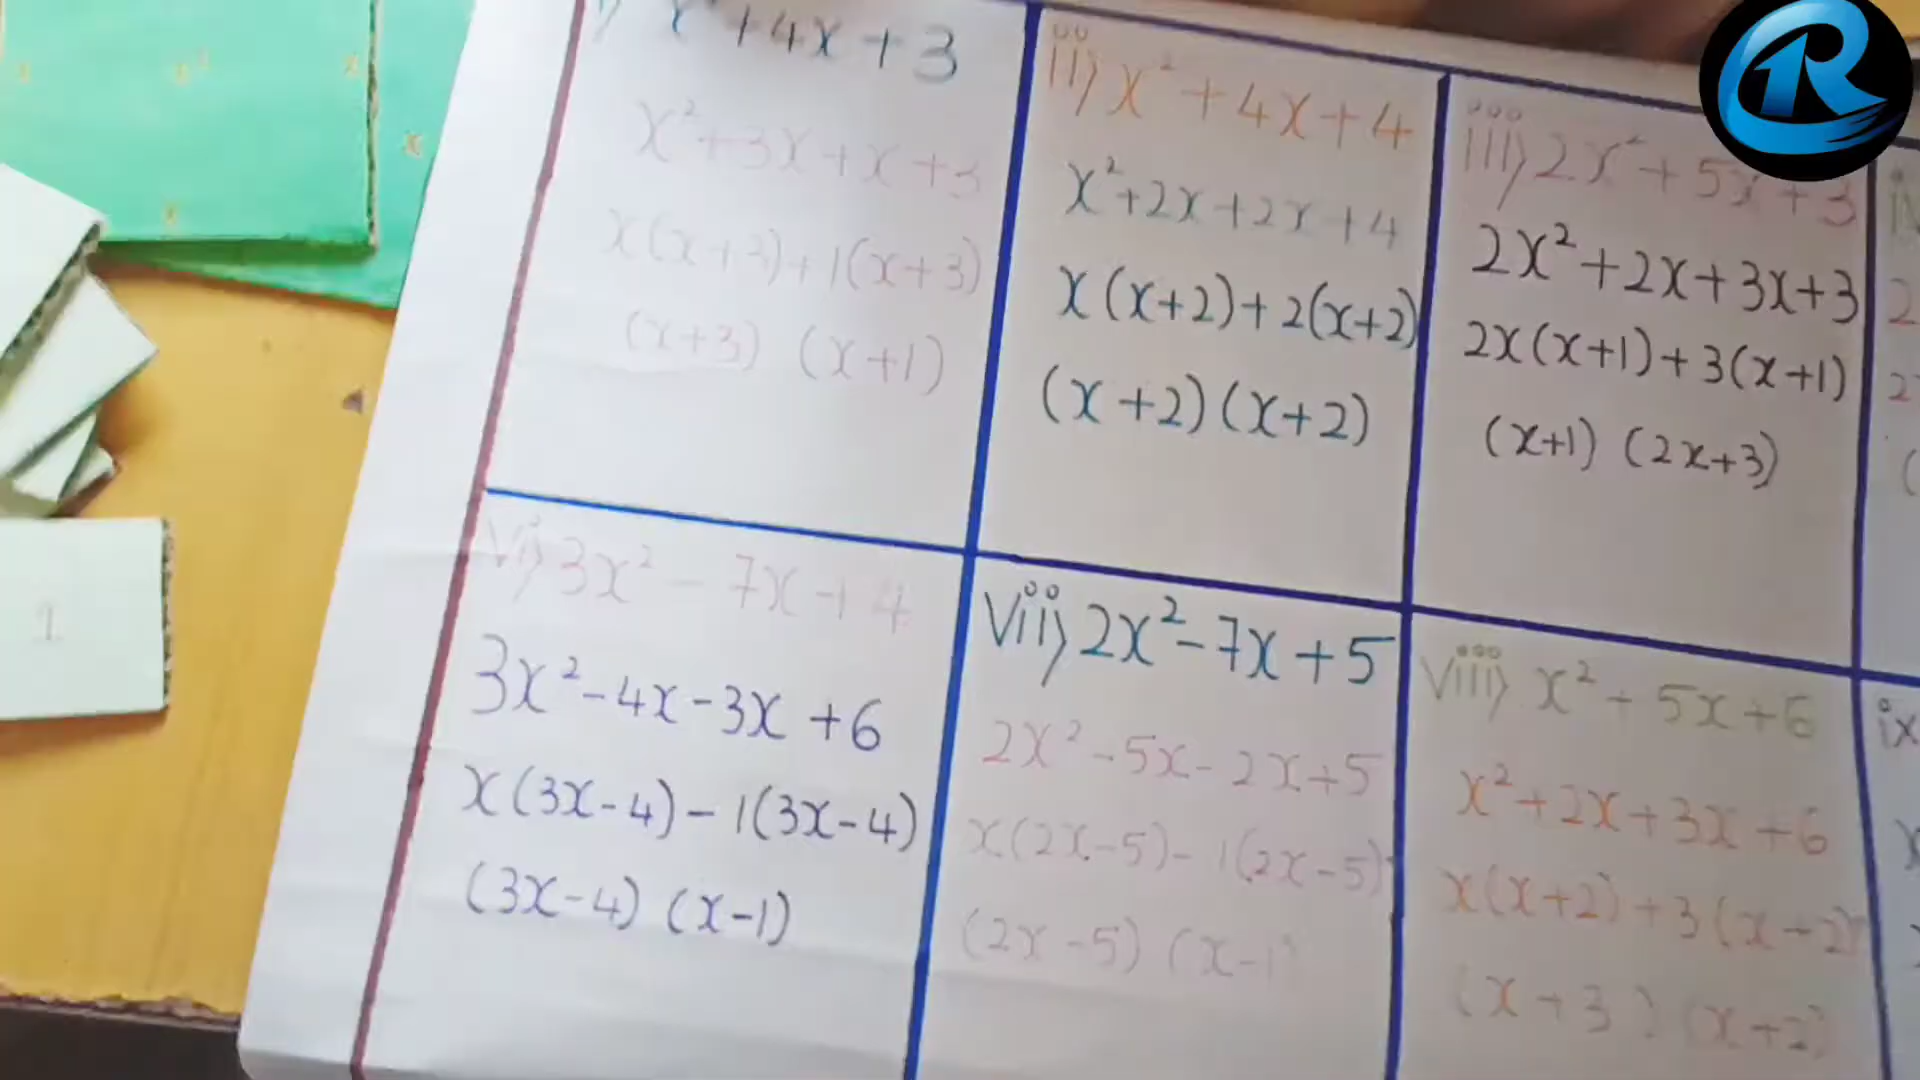 x² + 4x + 3
x² + 3x + x + 3
x(x+3) + 1(x+3)
(x+3) (x+1)
ii) x² + 4x + 4
x² + 2x + 2x + 4
x(x+2) + 2(x+2)
(x+2)(x+2)
iii) 2x² + 5x + 3
2x² + 2x + 3x + 3
2x(x+1) + 3(x+1)
(x+1) (2x+3)
Vi) 3x² - 7x + 4
3x² - 4x - 3x + 6
x(3x-4) - 1(3x-4)
(3x-4) (x-1)
Vii) 2x² - 7x + 5
2x² - 5x - 2x + 5
x(2x-5) - 1(2x-5)
(2x-5) (x-1)
Viii) x² + 5x + 6
x² + 2x + 3x + 6
x(x+2) + 3(x+2)
(x+3) (x+2)
ix
1
R